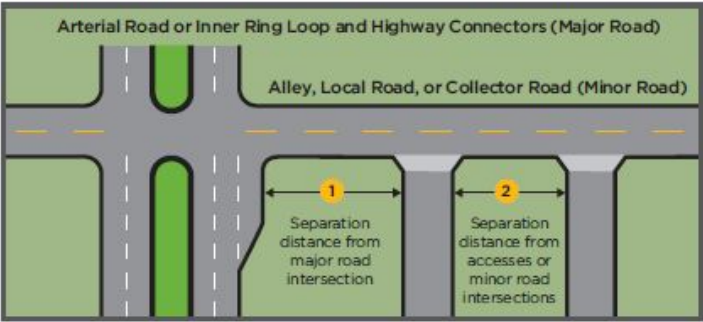 Arterial Road or Inner Ring Loop and Highway Connectors (Major Road)
Alley, Local Road, or Collector Road (Minor Road)
1
Separation
distance from
major road
intersection
2
Separation
distance from
accesses or
minor road
intersections